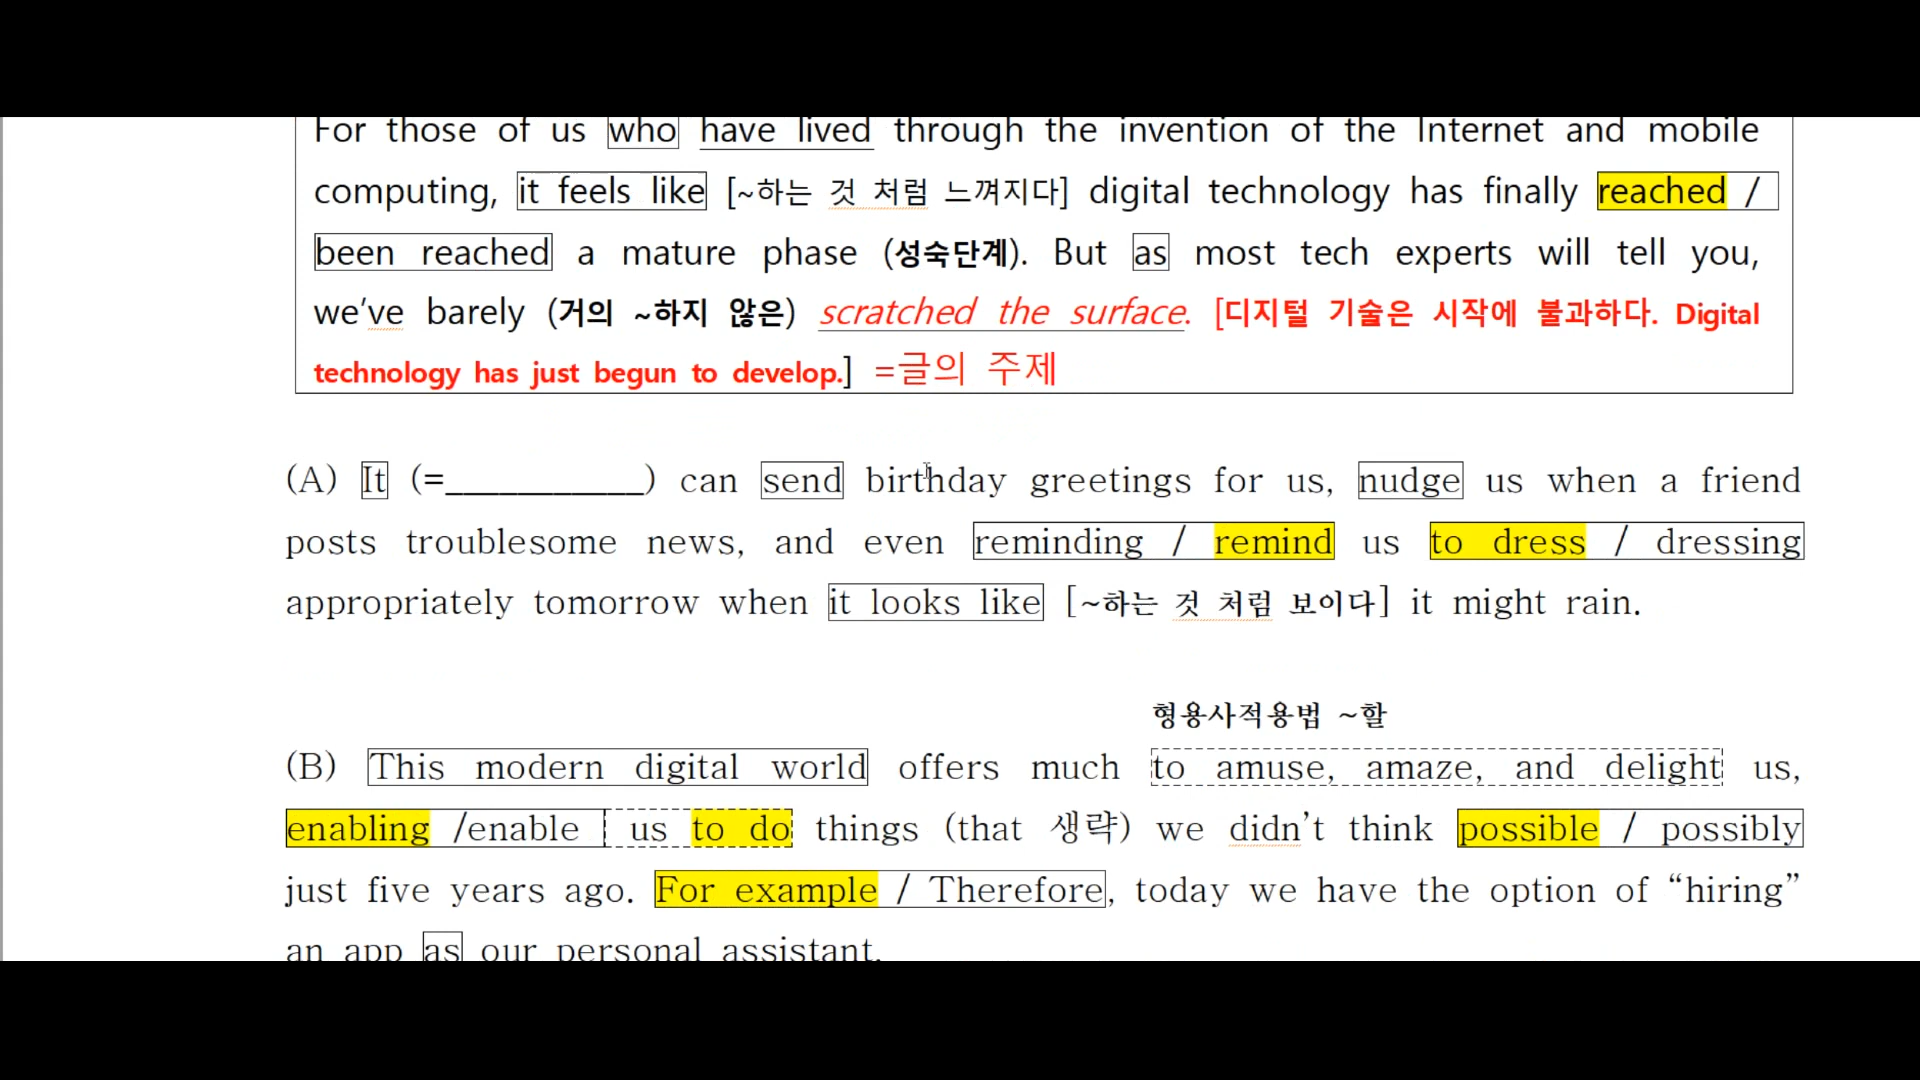 For those of us who have lived through the invention of the Internet and mobile
computing, it feels like [~하는 것 처럼 느껴지다] digital technology has finally reached /
been reached a mature phase (성숙단계). But as most tech experts will tell you,
we've barely (거의 ~하지 않은) scratched the surface. [디지털 기술은 시작에 불과하다. Digital
technology has just begun to develop.] =글의 주제
(A) It (=____________) can send birthday greetings for us, nudge us when a friend
posts troublesome news, and even reminding / remind us to dress / dressing
appropriately tomorrow when it looks like [~하는 것 처럼 보이다] it might rain.
형용사적용법 ~할
(B) This modern digital world offers much to amuse, amaze, and delight us,
enabling /enable us to do things (that 생략) we didn't think possible / possibly
just five years ago. For example / Therefore, today we have the option of “hiring”
an app as our personal assistant.